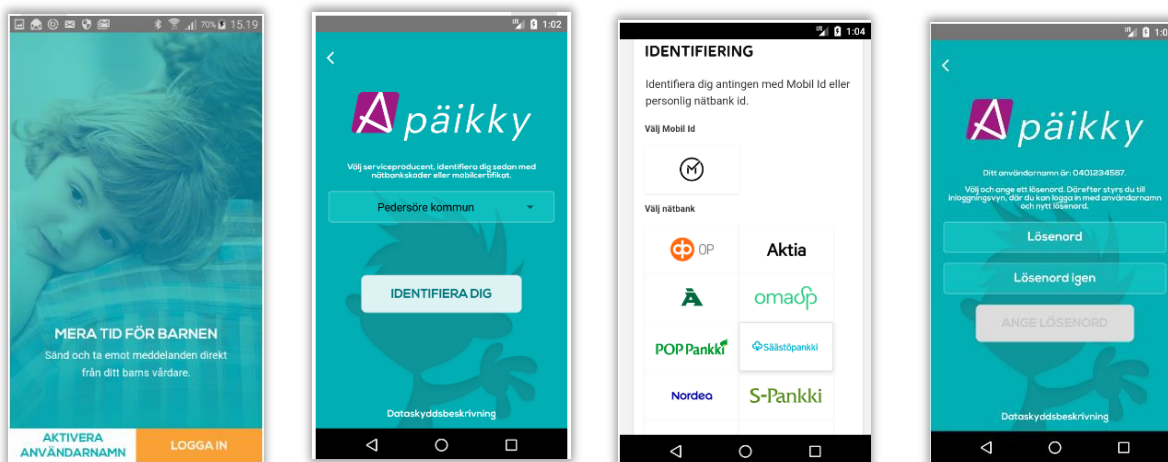 70% 15.19
MERA TID FÖR BARNEN
Sänd och ta emot meddelanden direkt
från ditt barns vårdare.
AKTIVERA
ANVÄNDARNAMN
LOGGA IN
1:02
päikky
Välj serviceproducent, identifiera dig sedan med
nätbankskoder eller mobilcertifikat.
Pedersöre kommun
IDENTIFIERA DIG
Dataskyddsbeskrivning
1:04
IDENTIFIERING
Identifiera dig antingen med Mobil Id eller
personlig nätbank id.
Välj Mobil Id
Välj nätbank
OP
Aktia
omaSp
POP Pankki
Säästöpankki
Nordea
S-Pankki
päikky
Ditt användarnamn är: 0401234567.
Välj och ange ett lösenord. Därefter styrs du till
inloggningsvyn, där du kan logga in med användarnamn
och nytt lösenord.
Lösenord
Lösenord igen
ANGE LÖSENORD
Dataskyddsbeskrivning